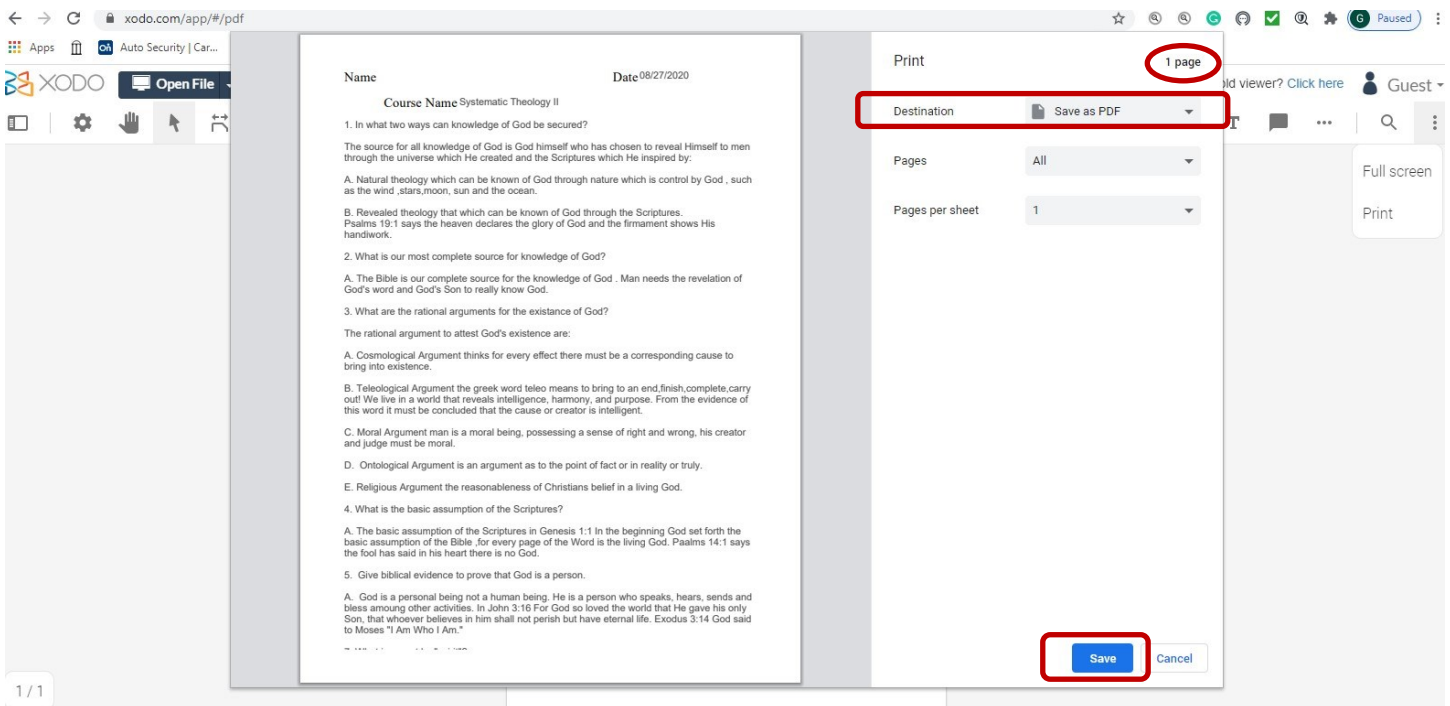 xodo.com/app/#/pdf
G Paused
Apps
Auto Security | Car...
XODO
Open File
old viewer? Click here
Guest
T
Full screen
Print
Name
Date 08/27/2020
Course Name Systematic Theology II
1. In what two ways can knowledge of God be secured?
The source for all knowledge of God is God himself who has chosen to reveal Himself to men
through the universe which He created and the Scriptures which He inspired by:
A. Natural theology which can be known of God through nature which is control by God , such
as the wind ,stars,moon, sun and the ocean.
B. Revealed theology that which can be known of God through the Scriptures.
Psalms 19:1 says the heaven declares the glory of God and the firmament shows His
handiwork.
2. What is our most complete source for knowledge of God?
A. The Bible is our complete source for the knowledge of God . Man needs the revelation of
God's word and God's Son to really know God.
3. What are the rational arguments for the existance of God?
The rational argument to attest God's existence are:
A. Cosmological Argument thinks for every effect there must be a corresponding cause to
bring into existence.
B. Teleological Argument the greek word teleo means to bring to an end,finish,complete,carry
out! We live in a world that reveals intelligence, harmony, and purpose. From the evidence of
this word it must be concluded that the cause or creator is intelligent.
C. Moral Argument man is a moral being, possessing a sense of right and wrong, his creator
and judge must be moral.
D. Ontological Argument is an argument as to the point of fact or in reality or truly.
E. Religious Argument the reasonableness of Christians belief in a living God.
4. What is the basic assumption of the Scriptures?
A. The basic assumption of the Scriptures in Genesis 1:1 In the beginning God set forth the
basic assumption of the Bible ,for every page of the Word is the living God. Paalms 14:1 says
the fool has said in his heart there is no God.
5. Give biblical evidence to prove that God is a person.
A. God is a personal being not a human being. He is a person who speaks, hears, sends and
bless amoung other activities. In John 3:16 For God so loved the world that He gave his only
Son, that whoever believes in him shall not perish but have eternal life. Exodus 3:14 God said
to Moses "I Am Who I Am."
Print
1 page
Destination
Save as PDF
Pages
All
Pages per sheet
1
Save
Cancel
1 / 1